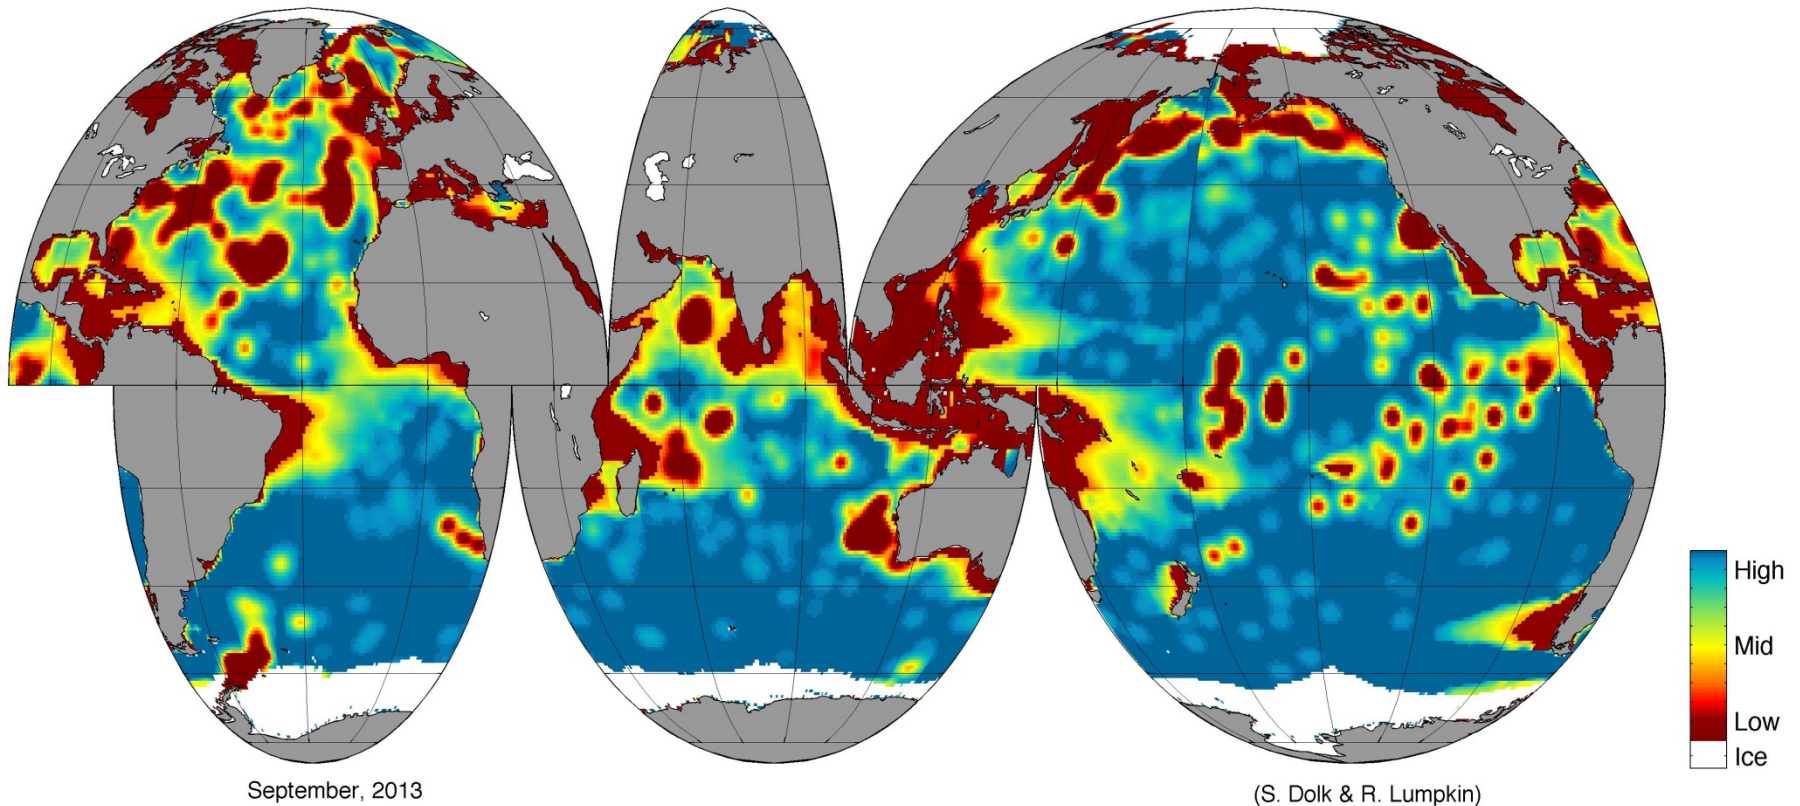 High
Mid
Low
Ice
September, 2013
(S. Dolk & R. Lumpkin)